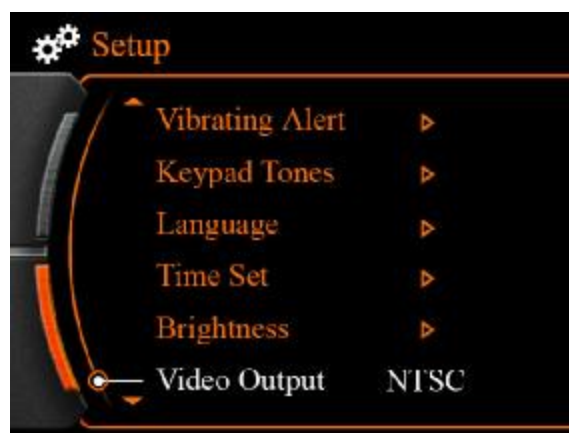 Setup
Vibrating Alert
Keypad Tones
Language
Time Set
Brightness
Video Output NTSC